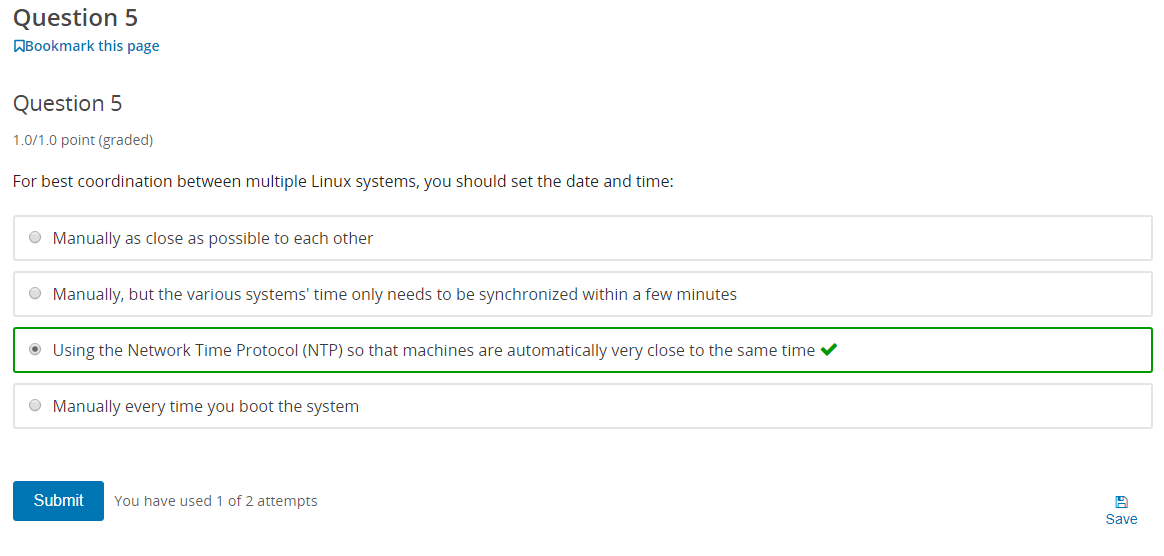 Question 5
Bookmark this page
Question 5
1.0/1.0 point (graded)
For best coordination between multiple Linux systems, you should set the date and time:
Manually as close as possible to each other
Manually, but the various systems' time only needs to be synchronized within a few minutes
Using the Network Time Protocol (NTP) so that machines are automatically very close to the same time
Manually every time you boot the system
Submit You have used 1 of 2 attempts
Save